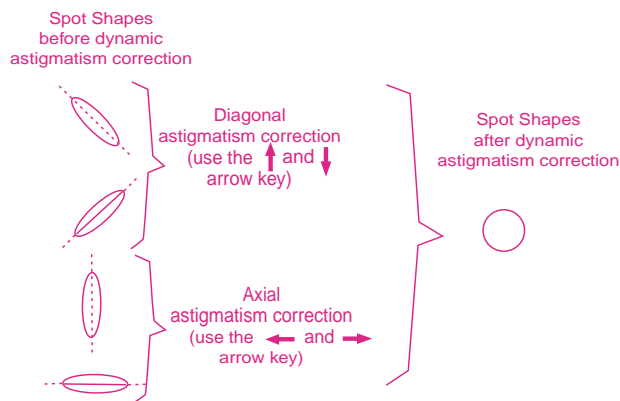 Spot Shapes
before dynamic
astigmatism correction
Diagonal
astigmatism correction
(use the and
arrow key)
Axial
astigmatism correction
(use the and
arrow key)
Spot Shapes
after dynamic
astigmatism correction